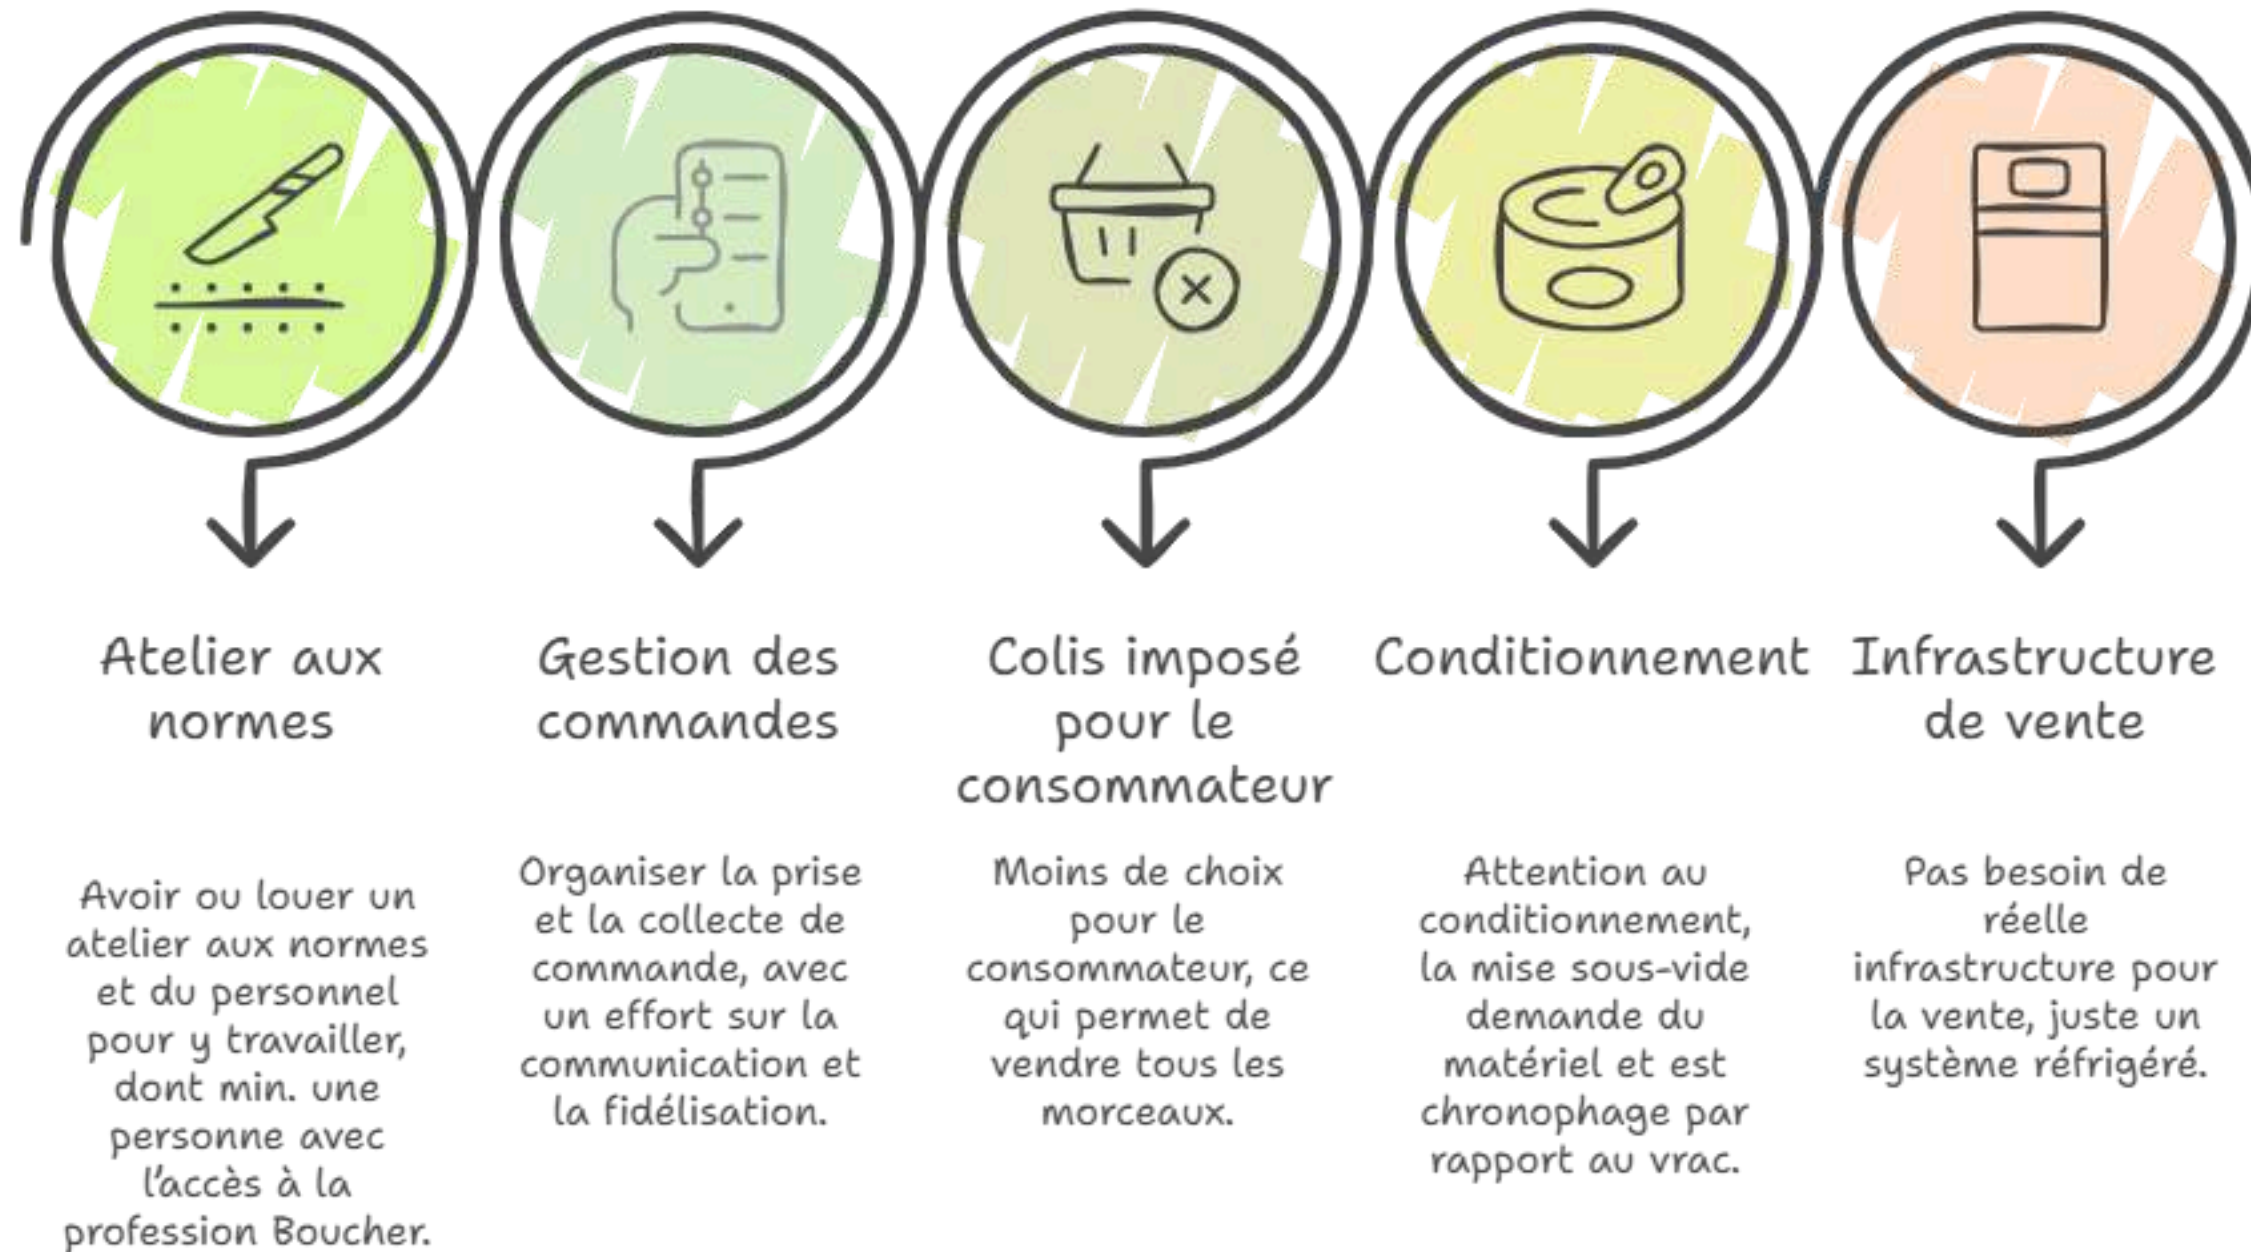 Atelier aux
normes
Avoir ou louer un
atelier aux normes
et du personnel
pour y travailler,
dont min. une
personne avec
l'accès à la
profession Boucher.
Gestion des
commandes
Organiser la prise
et la collecte de
commande, avec
un effort sur la
communication et
la fidélisation.
Colis imposé
pour le
consommateur
Moins de choix
pour le
consommateur, ce
qui permet de
vendre tous les
morceaux.
Conditionnement
Attention au
conditionnement,
la mise sous-vide
demande du
matériel et est
chronophage par
rapport au vrac.
Infrastructure
de vente
Pas besoin de
réelle
infrastructure pour
la vente, juste un
système réfrigéré.